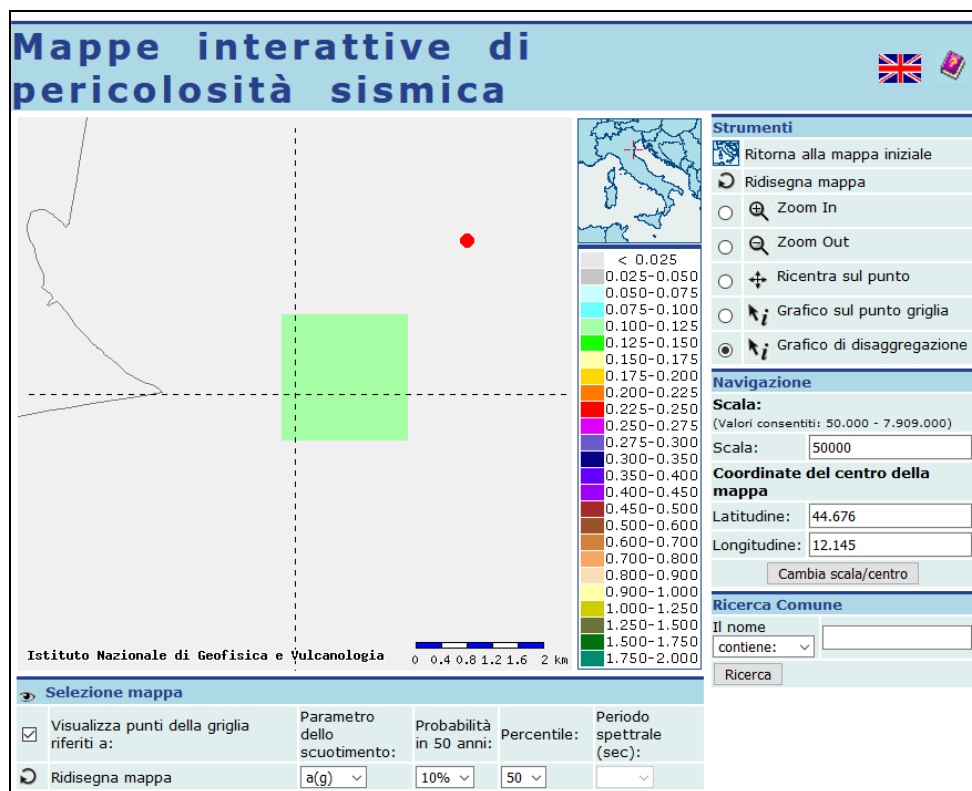 Mappe interattive di
pericolosità sismica
Strumenti
Ritorna alla mappa iniziale
Ridisegna mappa
Zoom In
Zoom Out
Ricentra sul punto
Grafico sul punto griglia
Grafico di disaggregazione
< 0.025
0.025-0.050
0.050-0.075
0.075-0.100
0.100-0.125
0.125-0.150
0.150-0.175
0.175-0.200
0.200-0.225
0.225-0.250
0.250-0.275
0.275-0.300
0.300-0.350
0.350-0.400
0.400-0.450
0.450-0.500
0.500-0.600
0.600-0.700
0.700-0.800
0.800-0.900
0.900-1.000
1.000-1.250
1.250-1.500
1.500-1.750
1.750-2.000
Istituto Nazionale di Geofisica e Vulcanologia
0 0.4 0.8 1.2 1.6 2 km
Navigazione
Scala:
(Valori consentiti: 50.000 - 7.909.000)
Scala: 50000
Coordinate del centro della
mappa
Latitudine: 44.676
Longitudine: 12.145
Cambia scala/centro
Ricerca Comune
Il nome
contiene:
Ricerca
Selezione mappa
Visualizza punti della griglia
riferiti a:
Parametro
dello
scuotimento:
Probabilità
in 50 anni:
Percentile:
Periodo
spettrale
(sec):
Ridisegna mappa
a(g)
10%
50